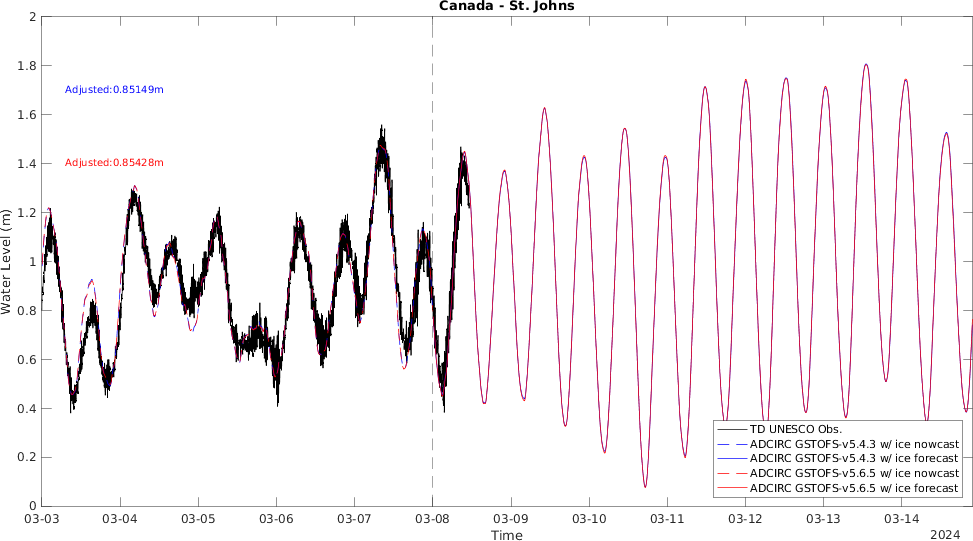 Canada - St. Johns
2
1.8
1.6
1.4
1.2
1
0.8
0.6
0.4
0.2
0
Water Level (m)
Adjusted:0.85149m
Adjusted:0.85428m
TD UNESCO Obs.
ADCIRC GSTOFS-v5.4.3 w/ ice nowcast
ADCIRC GSTOFS-v5.4.3 w/ ice forecast
ADCIRC GSTOFS-v5.6.5 w/ ice nowcast
ADCIRC GSTOFS-v5.6.5 w/ ice forecast
03-03 03-04 03-05 03-06 03-07 03-08 03-09 03-10 03-11 03-12 03-13 03-14
Time
2024